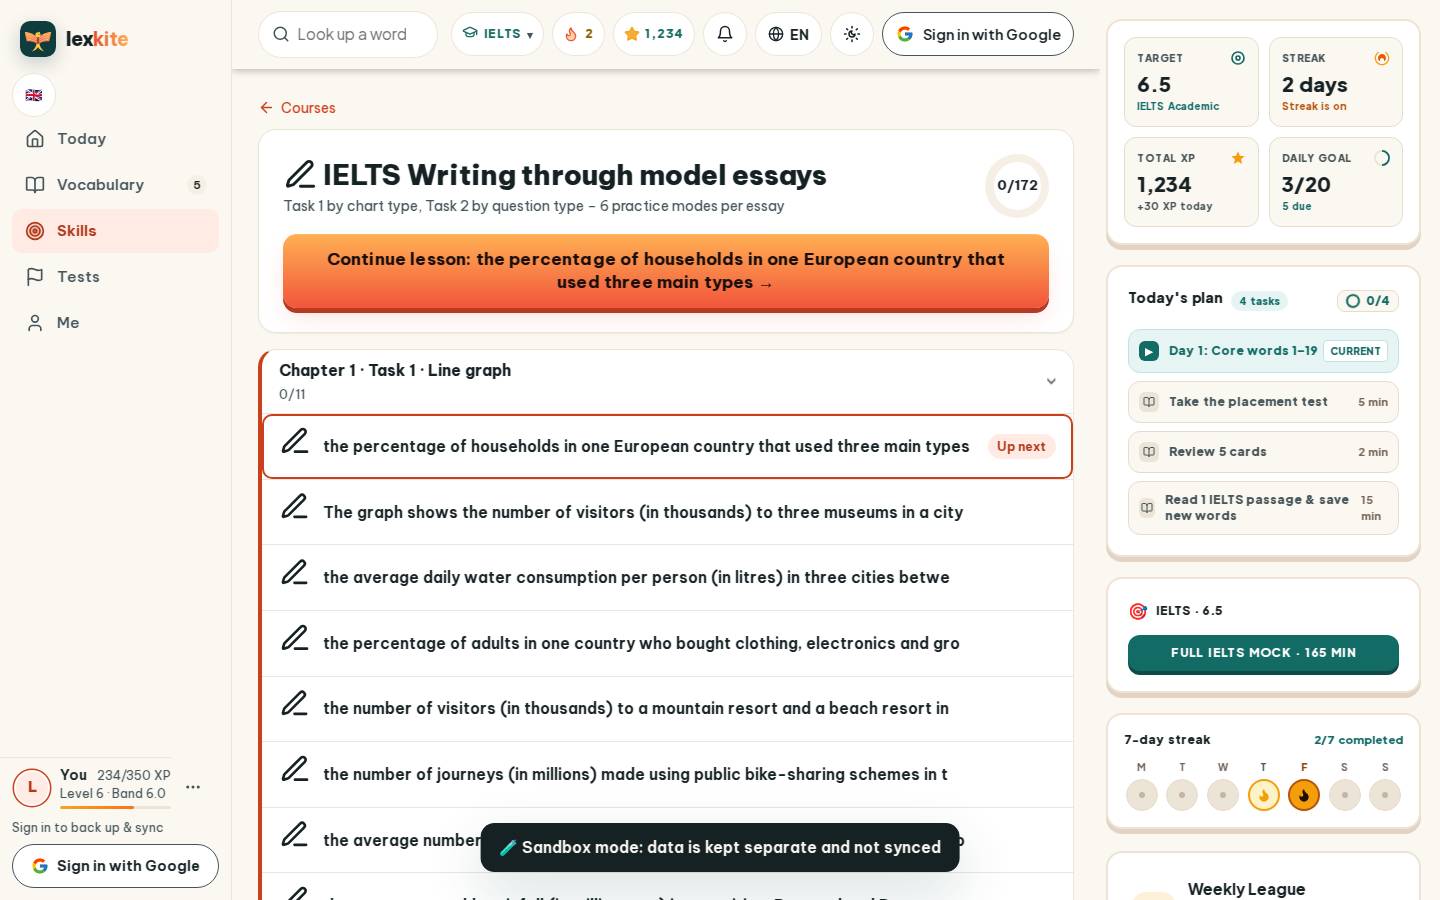 lexkite
Today
Vocabulary
5
Skills
Tests
Me
L
You
234/350 XP
Level 6 · Band 6.0
Sign in to back up & sync
Sign in with Google
Look up a word
IELTS
2
1,234
EN
Sign in with Google
Courses
IELTS Writing through model essays
Task 1 by chart type, Task 2 by question type – 6 practice modes per essay
0/172
Continue lesson: the percentage of households in one European country that
used three main types →
Chapter 1 · Task 1 · Line graph
0/11
the percentage of households in one European country that used three main types
Up next
The graph shows the number of visitors (in thousands) to three museums in a city
the average daily water consumption per person (in litres) in three cities betwe
the percentage of adults in one country who bought clothing, electronics and gro
the number of visitors (in thousands) to a mountain resort and a beach resort in
the number of journeys (in millions) made using public bike-sharing schemes in t
the average number
🧪 Sandbox mode: data is kept separate and not synced
TARGET
6.5
IELTS Academic
STREAK
2 days
Streak is on
TOTAL XP
1,234
+30 XP today
DAILY GOAL
3/20
5 due
Today's plan
4 tasks
0/4
Day 1: Core words 1–19
CURRENT
Take the placement test
5 min
Review 5 cards
2 min
Read 1 IELTS passage & save
new words
15
min
IELTS · 6.5
FULL IELTS MOCK · 165 MIN
7-day streak
2/7 completed
M T W T F S S
Weekly League